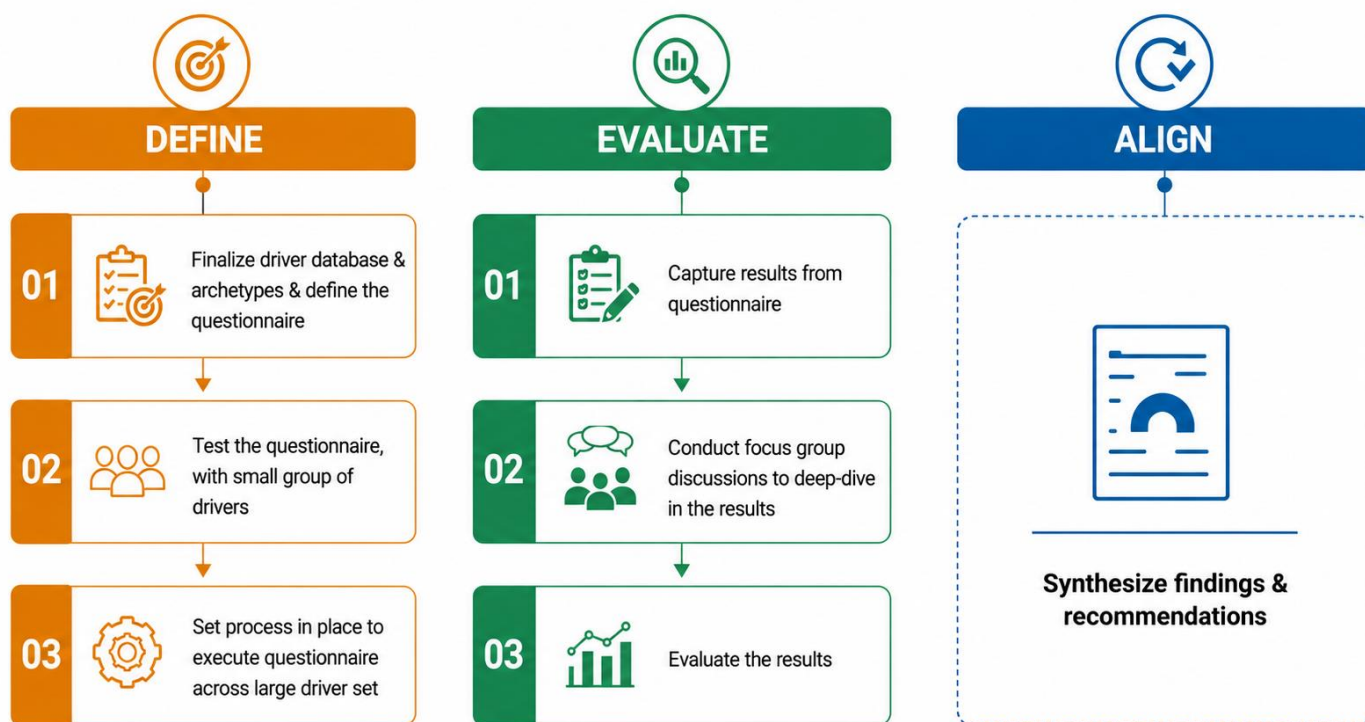 DEFINE
01
Finalize driver database &
archetypes & define the
questionnaire
02
Test the questionnaire,
with small group of
drivers
03
Set process in place to
execute questionnaire
across large driver set
EVALUATE
01
Capture results from
questionnaire
02
Conduct focus group
discussions to deep-dive
in the results
03
Evaluate the results
ALIGN
Synthesize findings &
recommendations